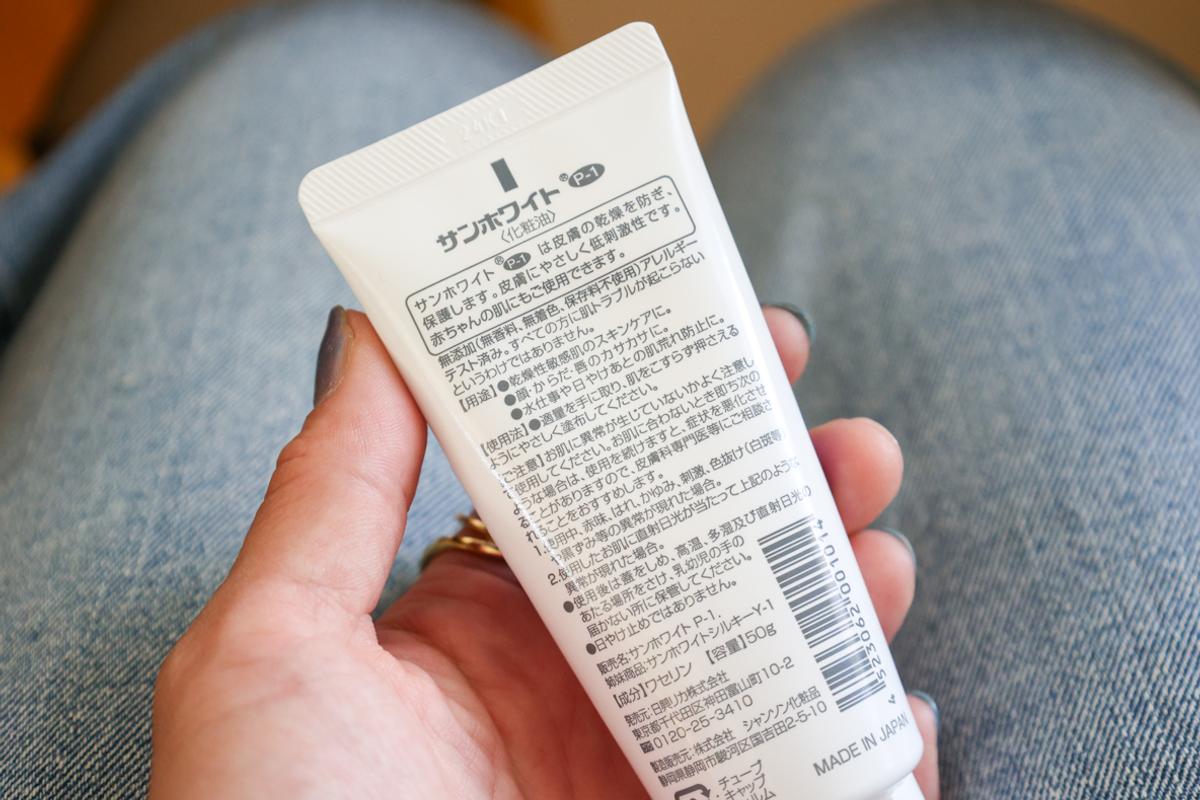 24K1
サンホワイト® P-1
〈化粧油〉
サンホワイト® P-1 は皮膚の乾燥を防ぎ、
保護します。皮膚にやさしく低刺激性です。
赤ちゃんの肌にもご使用できます。
無添加(無香料、無着色、保存料不使用)アレルギー
テスト済み。すべての方に肌トラブルが起こらない
というわけではありません。
【用途】●乾燥性敏感肌のスキンケアに。
●顔・からだ・唇のカサカサに。
●水仕事や日やけあとの肌荒れ防止に。
【使用法】●適量を手に取り、肌をこすらず押さえる
ようにやさしく塗布してください。
【ご注意】お肌に異常が生じていないかよく注意し
て使用してください。お肌に合わないとき即ち次の
ような場合は、使用を続けますと、症状を悪化させ
ることがありますので、皮膚科専門医等にご相談さ
れることをおすすめします。
1.使用中、赤味、はれ、かゆみ、刺激、色抜け(白斑等)
や黒ずみ等の異常が現れた場合。
2.使用したお肌に直射日光が当たって上記のような
異常が現れた場合。
●使用後は蓋をしめ、高温、多湿及び直射日光の
あたる場所をさけ、乳幼児の手の
届かない所に保管してください。
●日やけ止めではありません。
販売名:サンホワイト P-1.
姉妹商品:サンホワイトシルキーY-1
【成分】ワセリン 【容量】50g
発売元:日興リカ株式会社
東京都千代田区神田富山町10-2
0120-25-3410
製造販売元:株式会社 シャンソン化粧品
静岡県静岡市駿河区国吉田2-5-10
4 523062 001014
MADE IN JAPAN
・チューブ
・キャップ